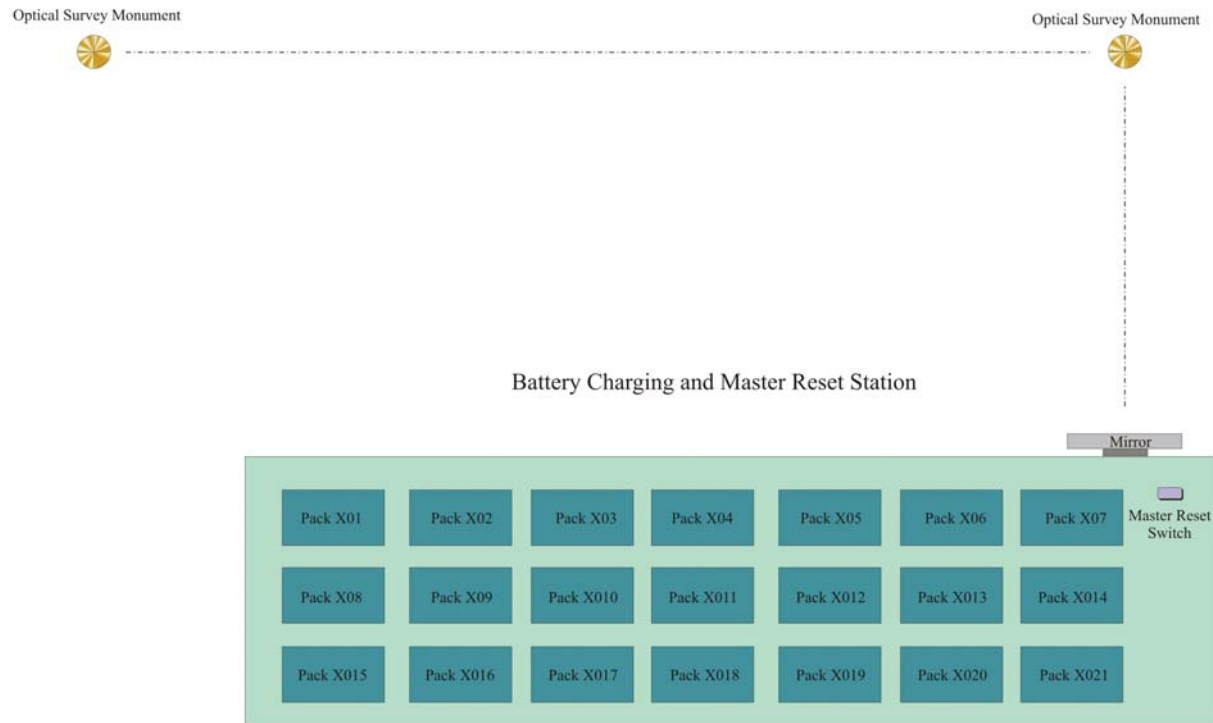 Optical Survey Monument
Optical Survey Monument
Battery Charging and Master Reset Station
Mirror
Pack X01
Pack X02
Pack X03
Pack X04
Pack X05
Pack X06
Pack X07
Master Reset
Switch
Pack X08
Pack X09
Pack X010
Pack X011
Pack X012
Pack X013
Pack X014
Pack X015
Pack X016
Pack X017
Pack X018
Pack X019
Pack X020
Pack X021